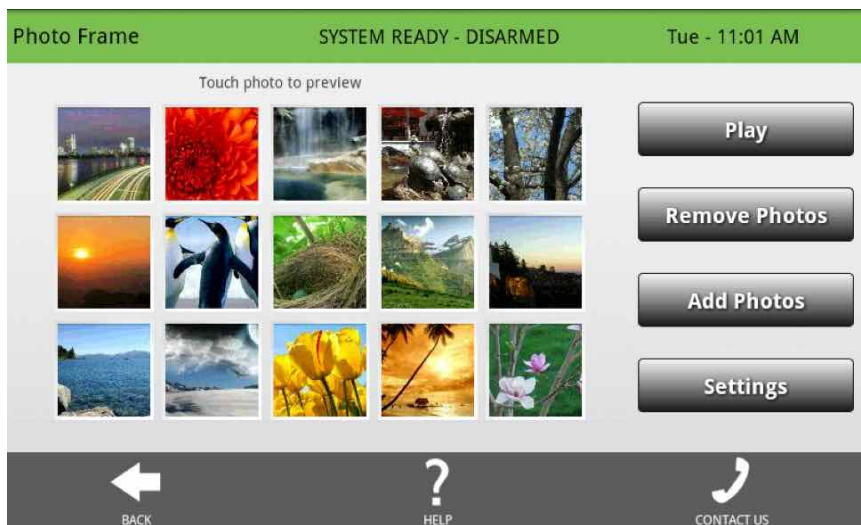 Photo Frame SYSTEM READY - DISARMED Tue - 11:01 AM
Touch photo to preview
Play
Remove Photos
Add Photos
Settings
BACK HELP CONTACT US